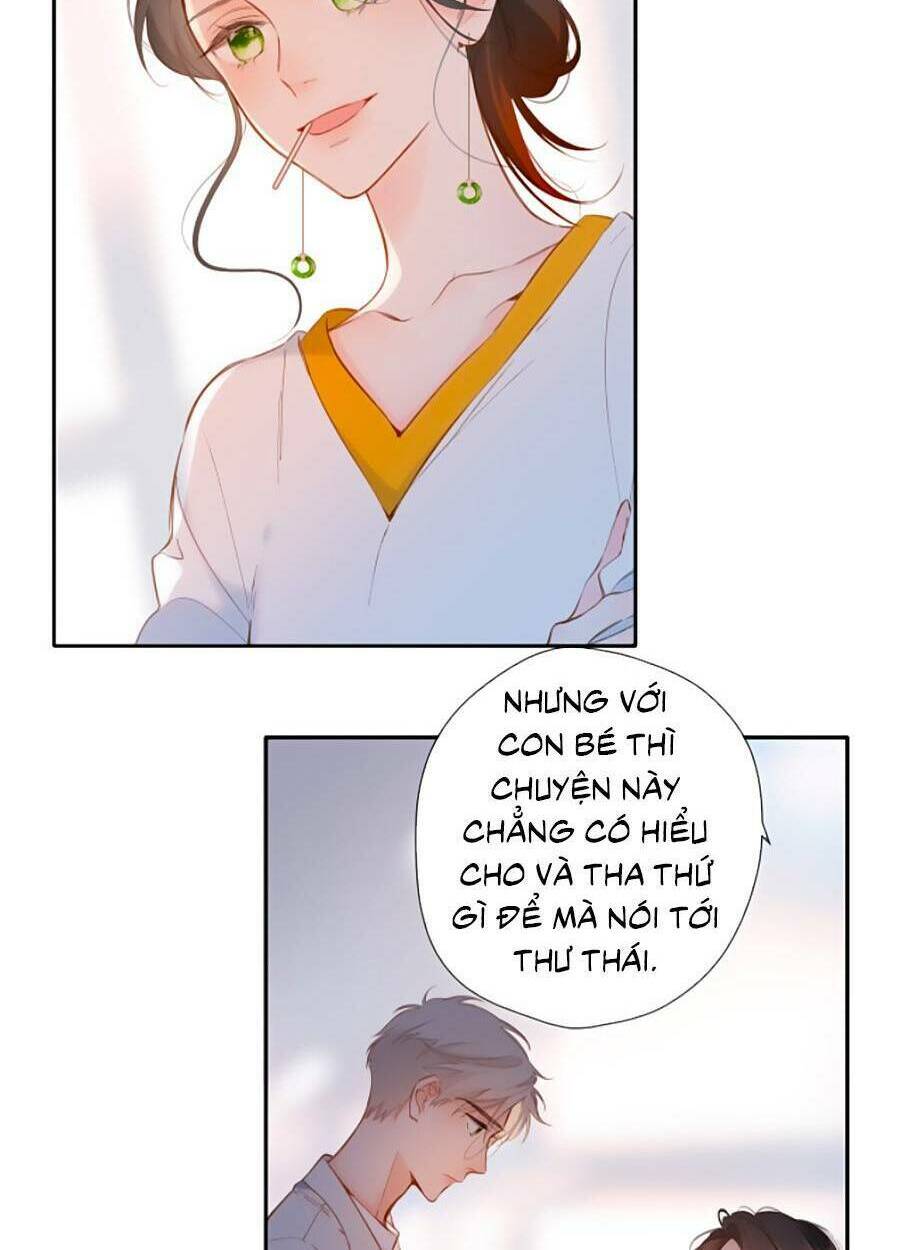 NHƯNG VỚI
CON BÉ THÌ
CHUYỆN NÀY
CHẲNG CÓ HIỂU
CHO VÀ THA THỨ
GÌ ĐỂ MÀ NÓI TỚI
THƯ THÁI.